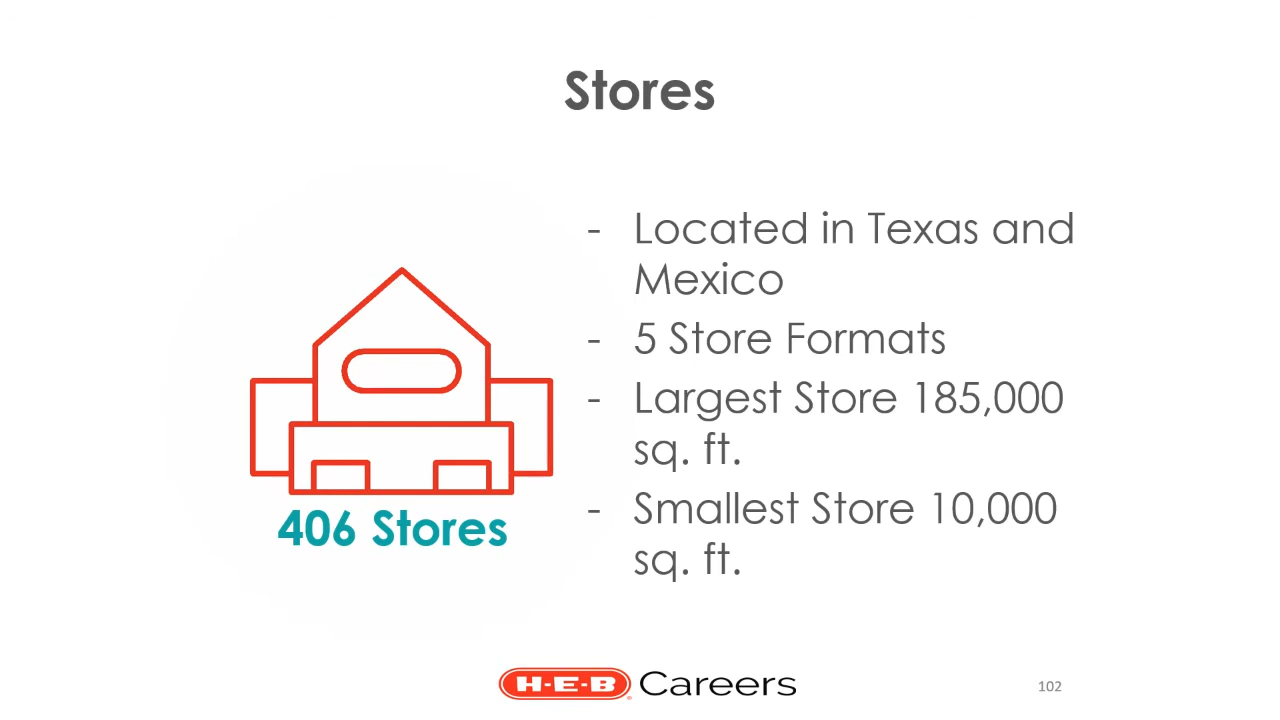 Stores
- Located in Texas and
Mexico
- 5 Store Formats
- Largest Store 185,000
sq. ft.
- Smallest Store 10,000
sq. ft.
406 Stores
H-E-B Careers
102